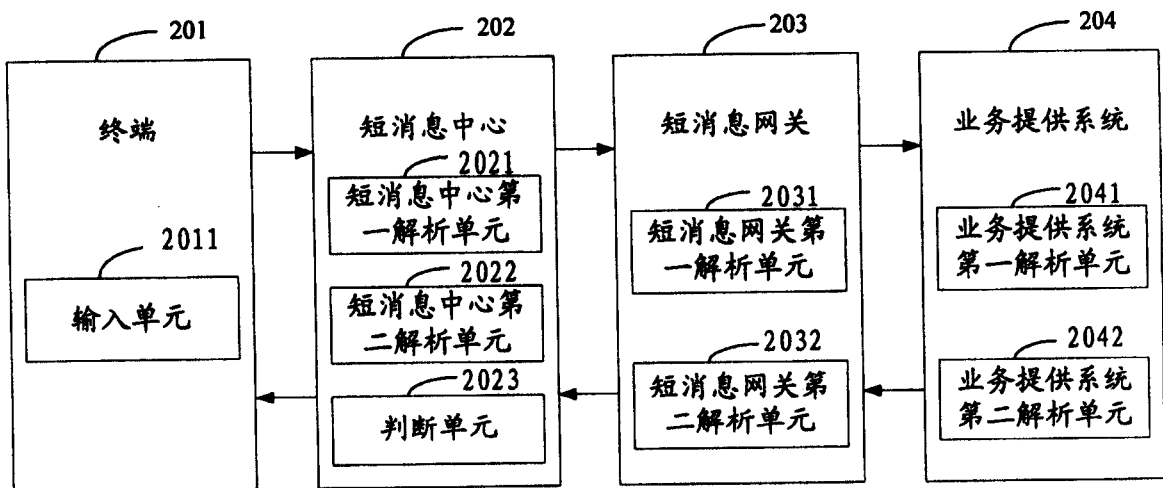 201
终端
2011
输入单元
202
短消息中心
2021
短消息中心第
一解析单元
2022
短消息中心第
二解析单元
2023
判断单元
203
短消息网关
2031
短消息网关第
一解析单元
2032
短消息网关第
二解析单元
204
业务提供系统
2041
业务提供系统
第一解析单元
2042
业务提供系统
第二解析单元